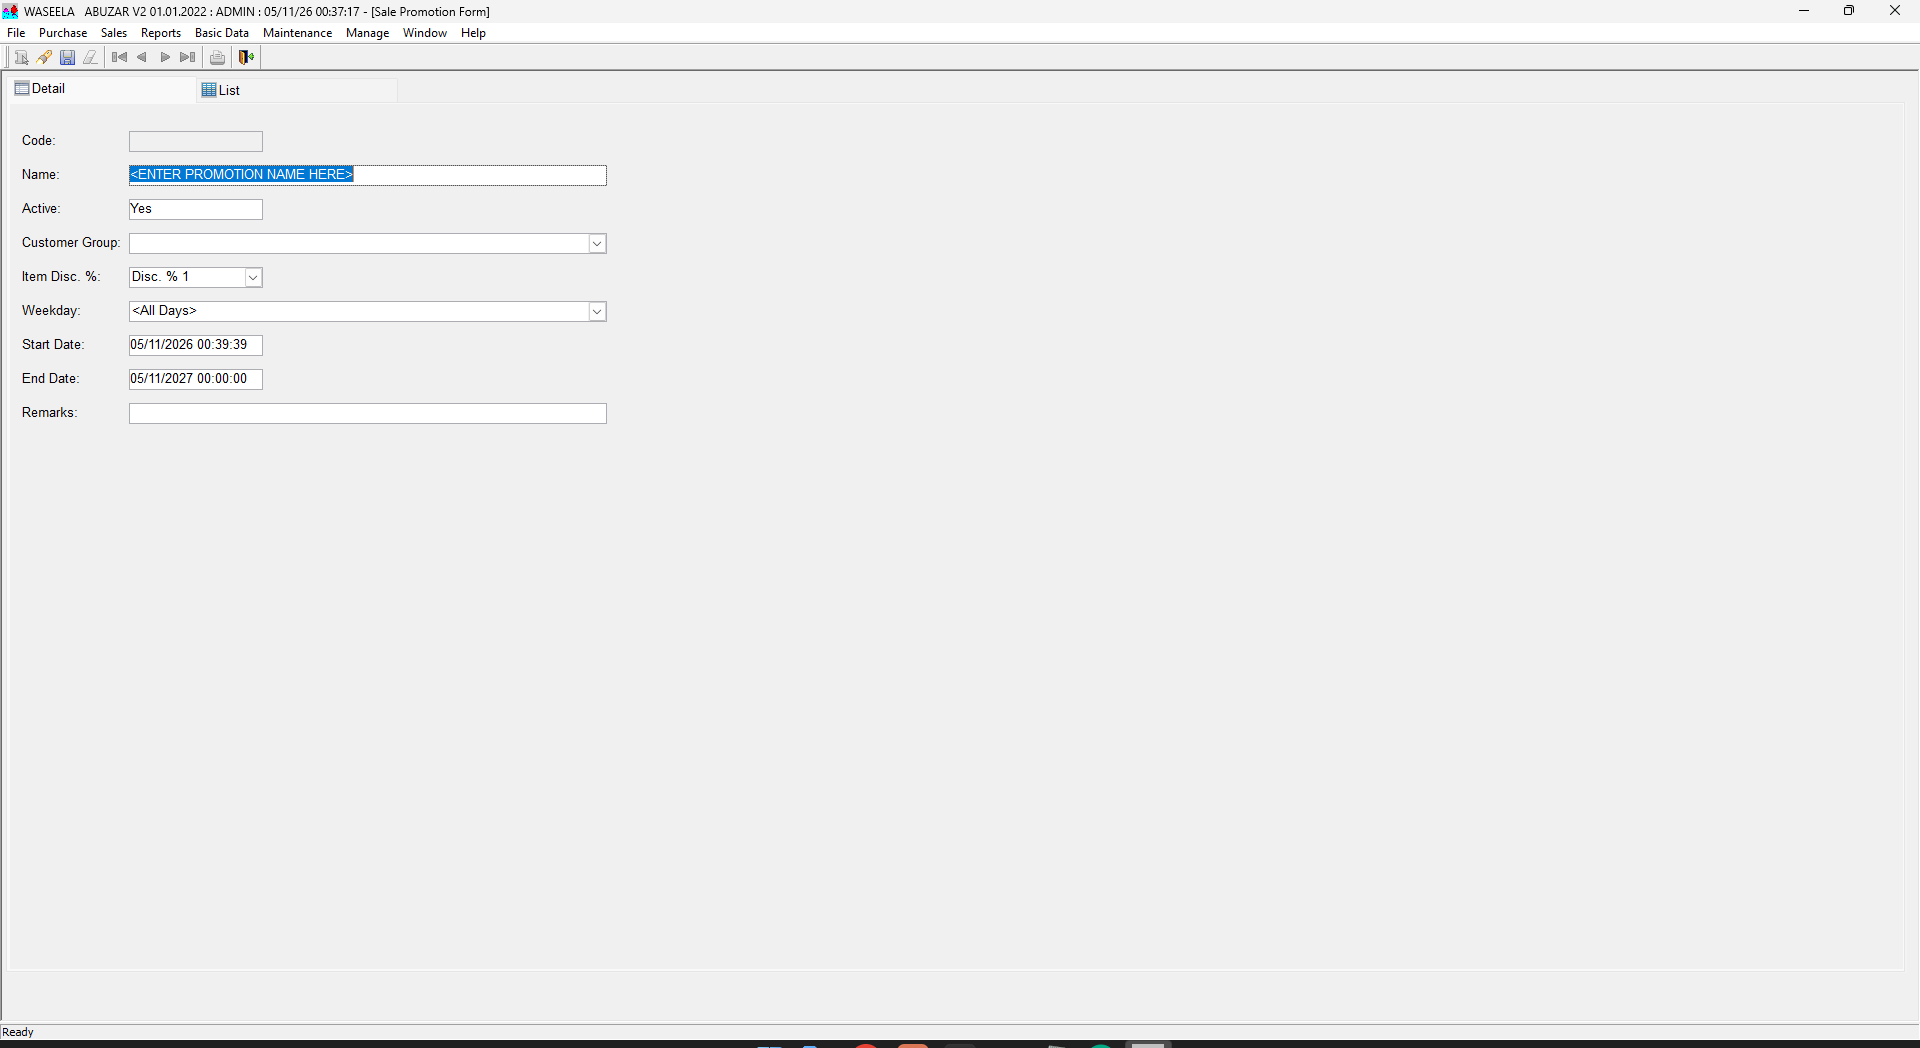 WASEELA   ABUZAR V2 01.01.2022 : ADMIN : 05/11/26 00:37:17 - [Sale Promotion Form]
File Purchase Sales Reports Basic Data Maintenance Manage Window Help
Detail List
Code:
Name: <ENTER PROMOTION NAME HERE>
Active: Yes
Customer Group:
Item Disc. %: Disc. % 1
Weekday: <All Days>
Start Date: 05/11/2026 00:39:39
End Date: 05/11/2027 00:00:00
Remarks:
Ready